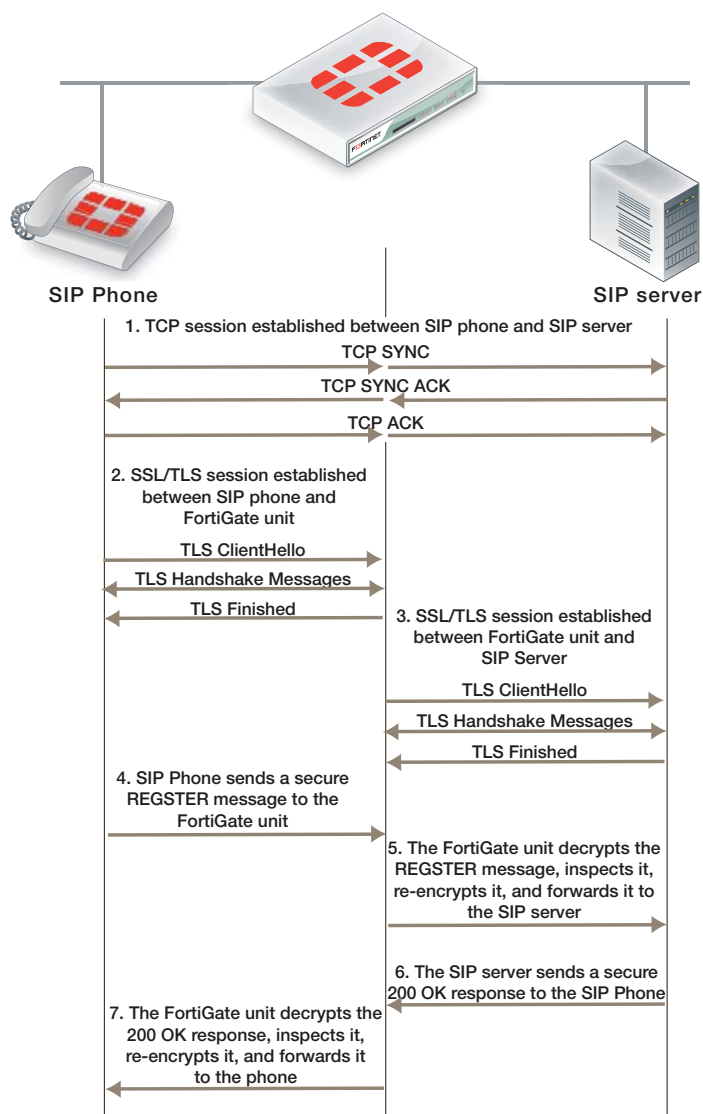 FORTINET
SIP Phone
SIP server
1. TCP session established between SIP phone and SIP server
TCP SYNC
TCP SYNC ACK
TCP ACK
2. SSL/TLS session established
between SIP phone and
FortiGate unit
TLS ClientHello
TLS Handshake Messages
TLS Finished
3. SSL/TLS session established
between FortiGate unit and
SIP Server
TLS ClientHello
TLS Handshake Messages
TLS Finished
4. SIP Phone sends a secure
REGSTER message to the
FortiGate unit
5. The FortiGate unit decrypts the
REGSTER message, inspects it,
re-encrypts it, and forwards it to
the SIP server
6. The SIP server sends a secure
200 OK response to the SIP Phone
7. The FortiGate unit decrypts the
200 OK response, inspects it,
re-encrypts it, and forwards it
to the phone